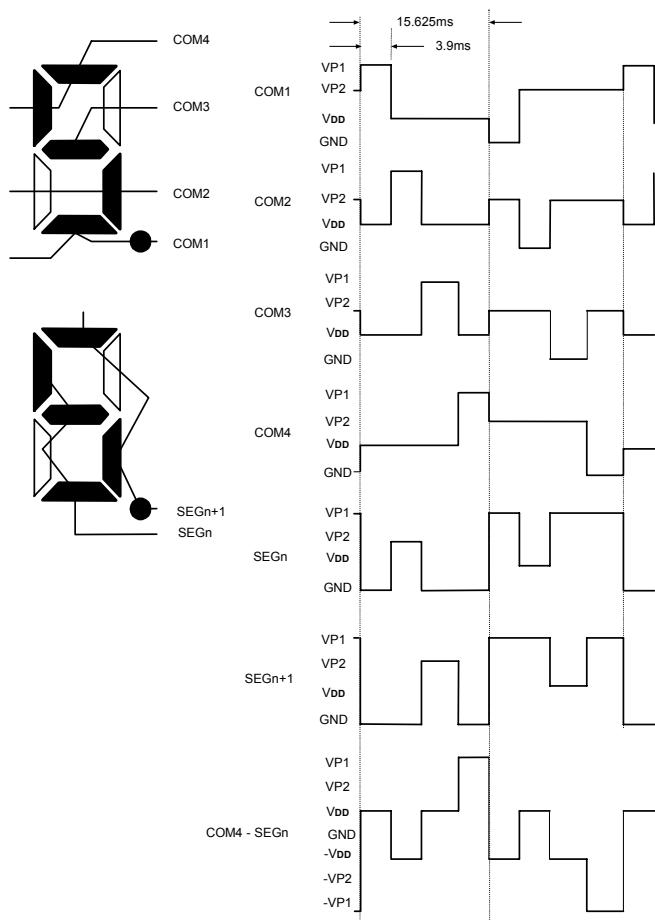 15.625ms
3.9ms
COM4
COM3
COM2
COM1
SEGn+1
SEGn
COM1
VP1
VP2
VDD
GND
COM2
VP1
VP2
VDD
GND
COM3
VP1
VP2
VDD
GND
COM4
VP1
VP2
VDD
GND
SEGn
VP1
VP2
VDD
GND
SEGn+1
VP1
VP2
VDD
GND
COM4 - SEGn
VP1
VP2
VDD
GND
-VDD
-VP2
-VP1